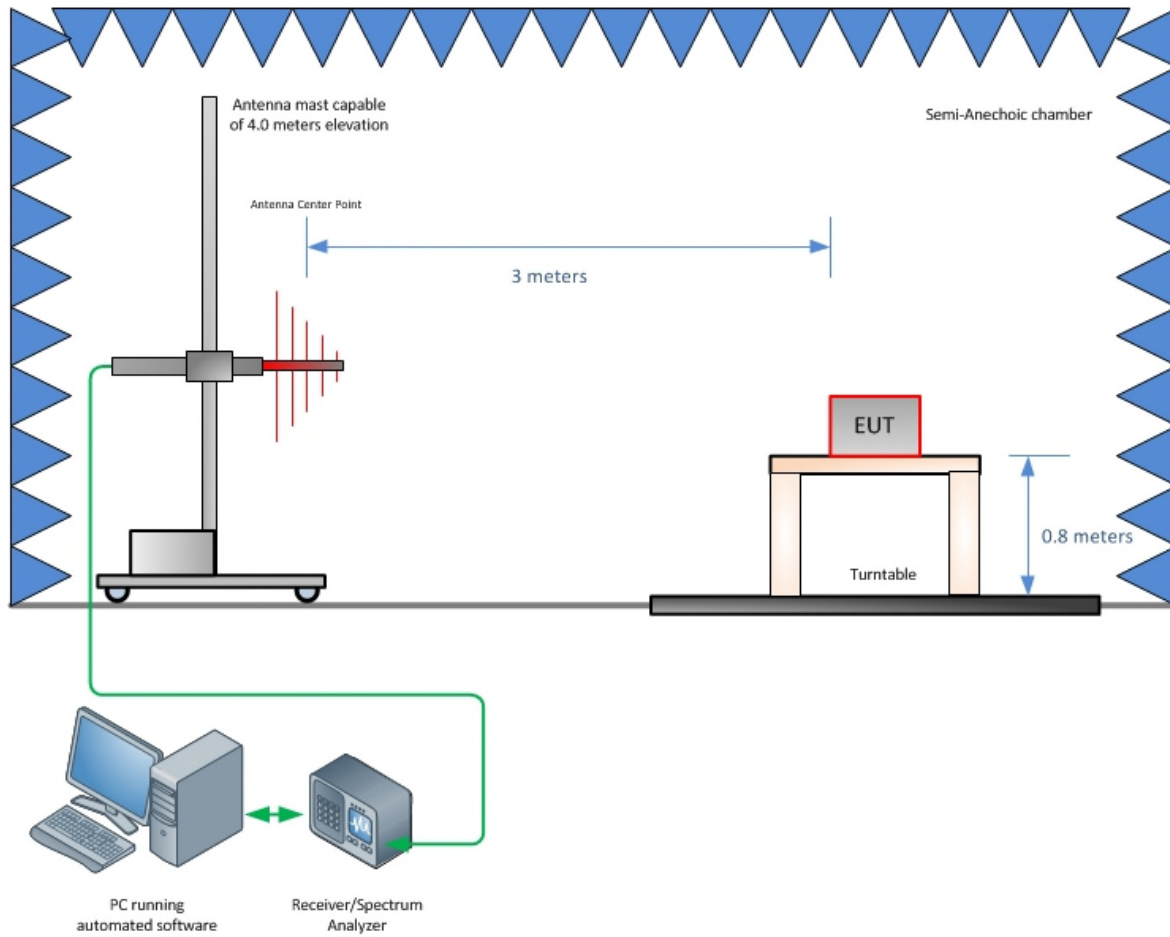 Antenna mast capable
of 4.0 meters elevation
Semi-Anechoic chamber
Antenna Center Point
3 meters
EUT
0.8 meters
Turntable
PC running
automated software
Receiver/Spectrum
Analyzer